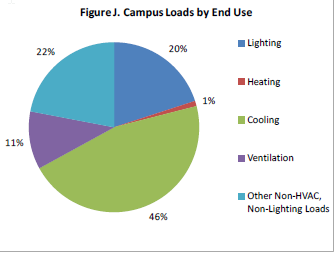 Figure J. Campus Loads by End Use
22%
20%
1%
11%
46%
Lighting
Heating
Cooling
Ventilation
Other Non-HVAC,
Non-Lighting Loads